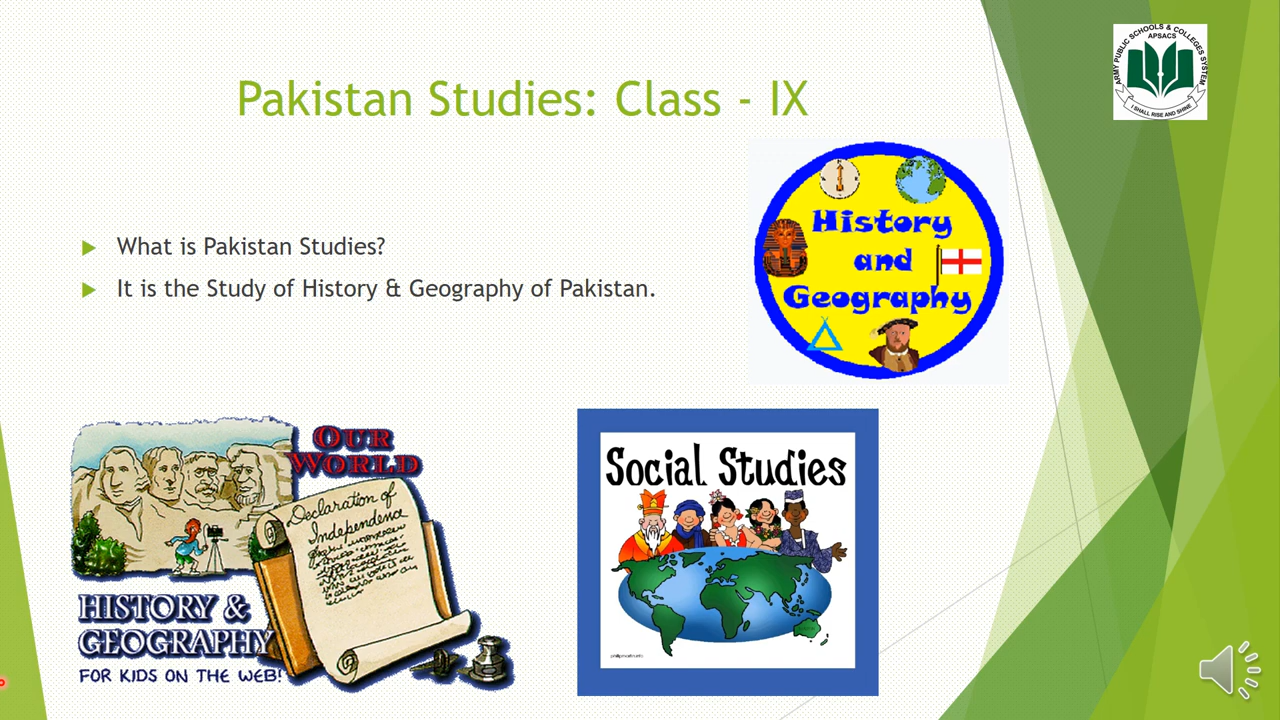 ARMY PUBLIC SCHOOLS & COLLEGES SYSTEM
APSACS
I SHALL RISE AND SHINE
Pakistan Studies: Class - IX
What is Pakistan Studies?
It is the Study of History & Geography of Pakistan.
History
and
Geography
OUR
WORLD
Declaration of
Independence
HISTORY &
GEOGRAPHY
FOR KIDS ON THE WEB!
Social Studies